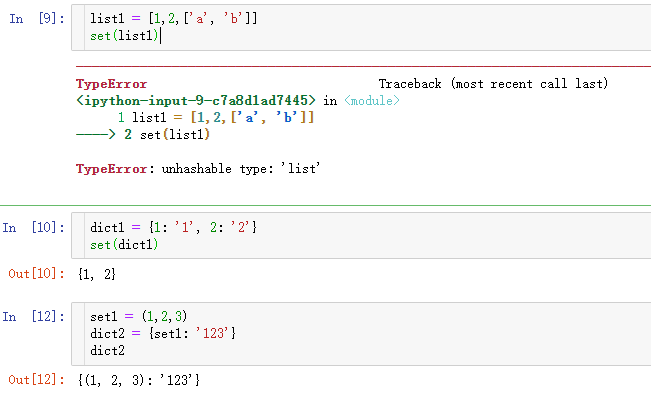 In [9]: list1 = [1,2,['a', 'b']]
set(list1)
TypeError Traceback (most recent call last)
<ipython-input-9-c7a8d1ad7445> in <module>
1 list1 = [1,2,['a', 'b']]
----> 2 set(list1)
TypeError: unhashable type: 'list'
In [10]: dict1 = {1: '1', 2: '2'}
set(dict1)
Out[10]: {1, 2}
In [12]: set1 = (1,2,3)
dict2 = {set1: '123'}
dict2
Out[12]: {(1, 2, 3): '123'}